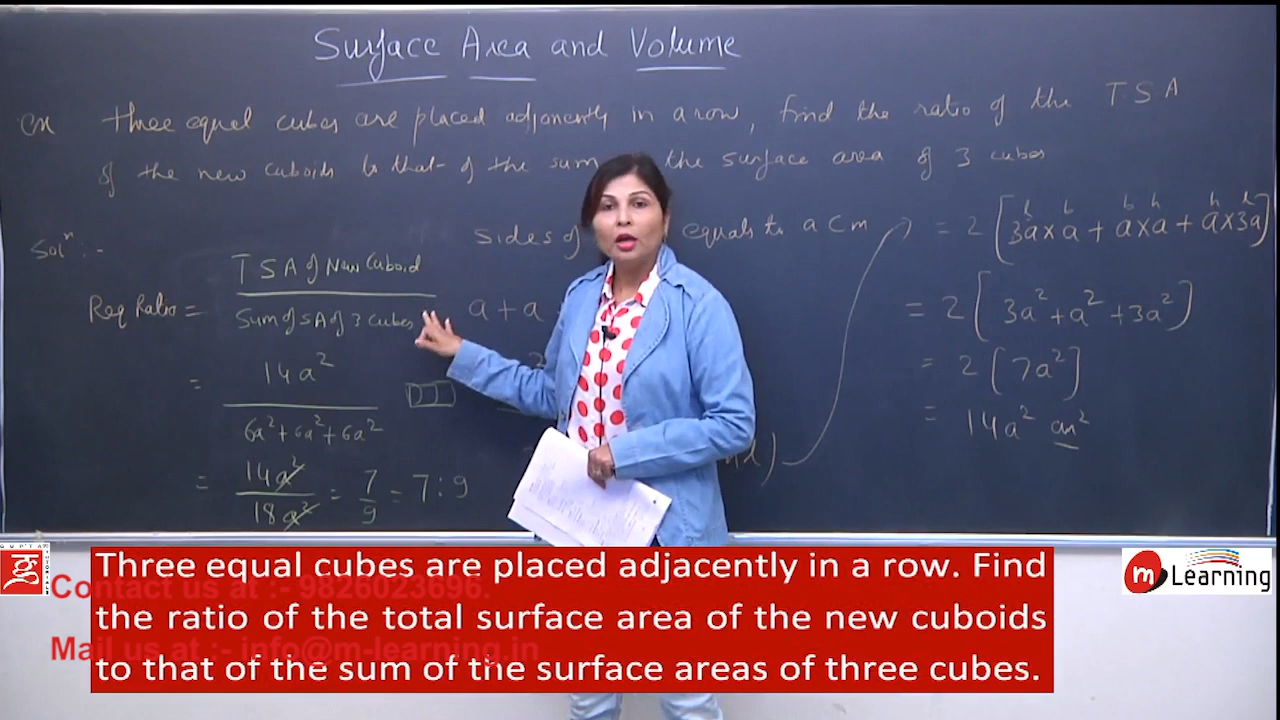 Surface Area and Volume
Ex three equal cubes are placed adjacently in a row, find the ratio of the T.S.A
of the new cuboids to that of the sum the surface area of 3 cubes
Solⁿ :-
sides of equals to a cm
Req Ratio = T S A of New Cuboid
Sum of SA of 3 cubes
a + a
= 14a²
6a² + 6a² + 6a²
= 14a²
18a²
= 7
9
= 7 : 9
= 2 [3a×a + a×a + a×3a]
l b b h h l
= 2 [3a² + a² + 3a²]
= 2 [7a²]
= 14a² cm²
Three equal cubes are placed adjacently in a row. Find
the ratio of the total surface area of the new cuboids
to that of the sum of the surface areas of three cubes.
Contact us at :- 9826023696.
Mail us at :- info@m-learning.in
m Learning